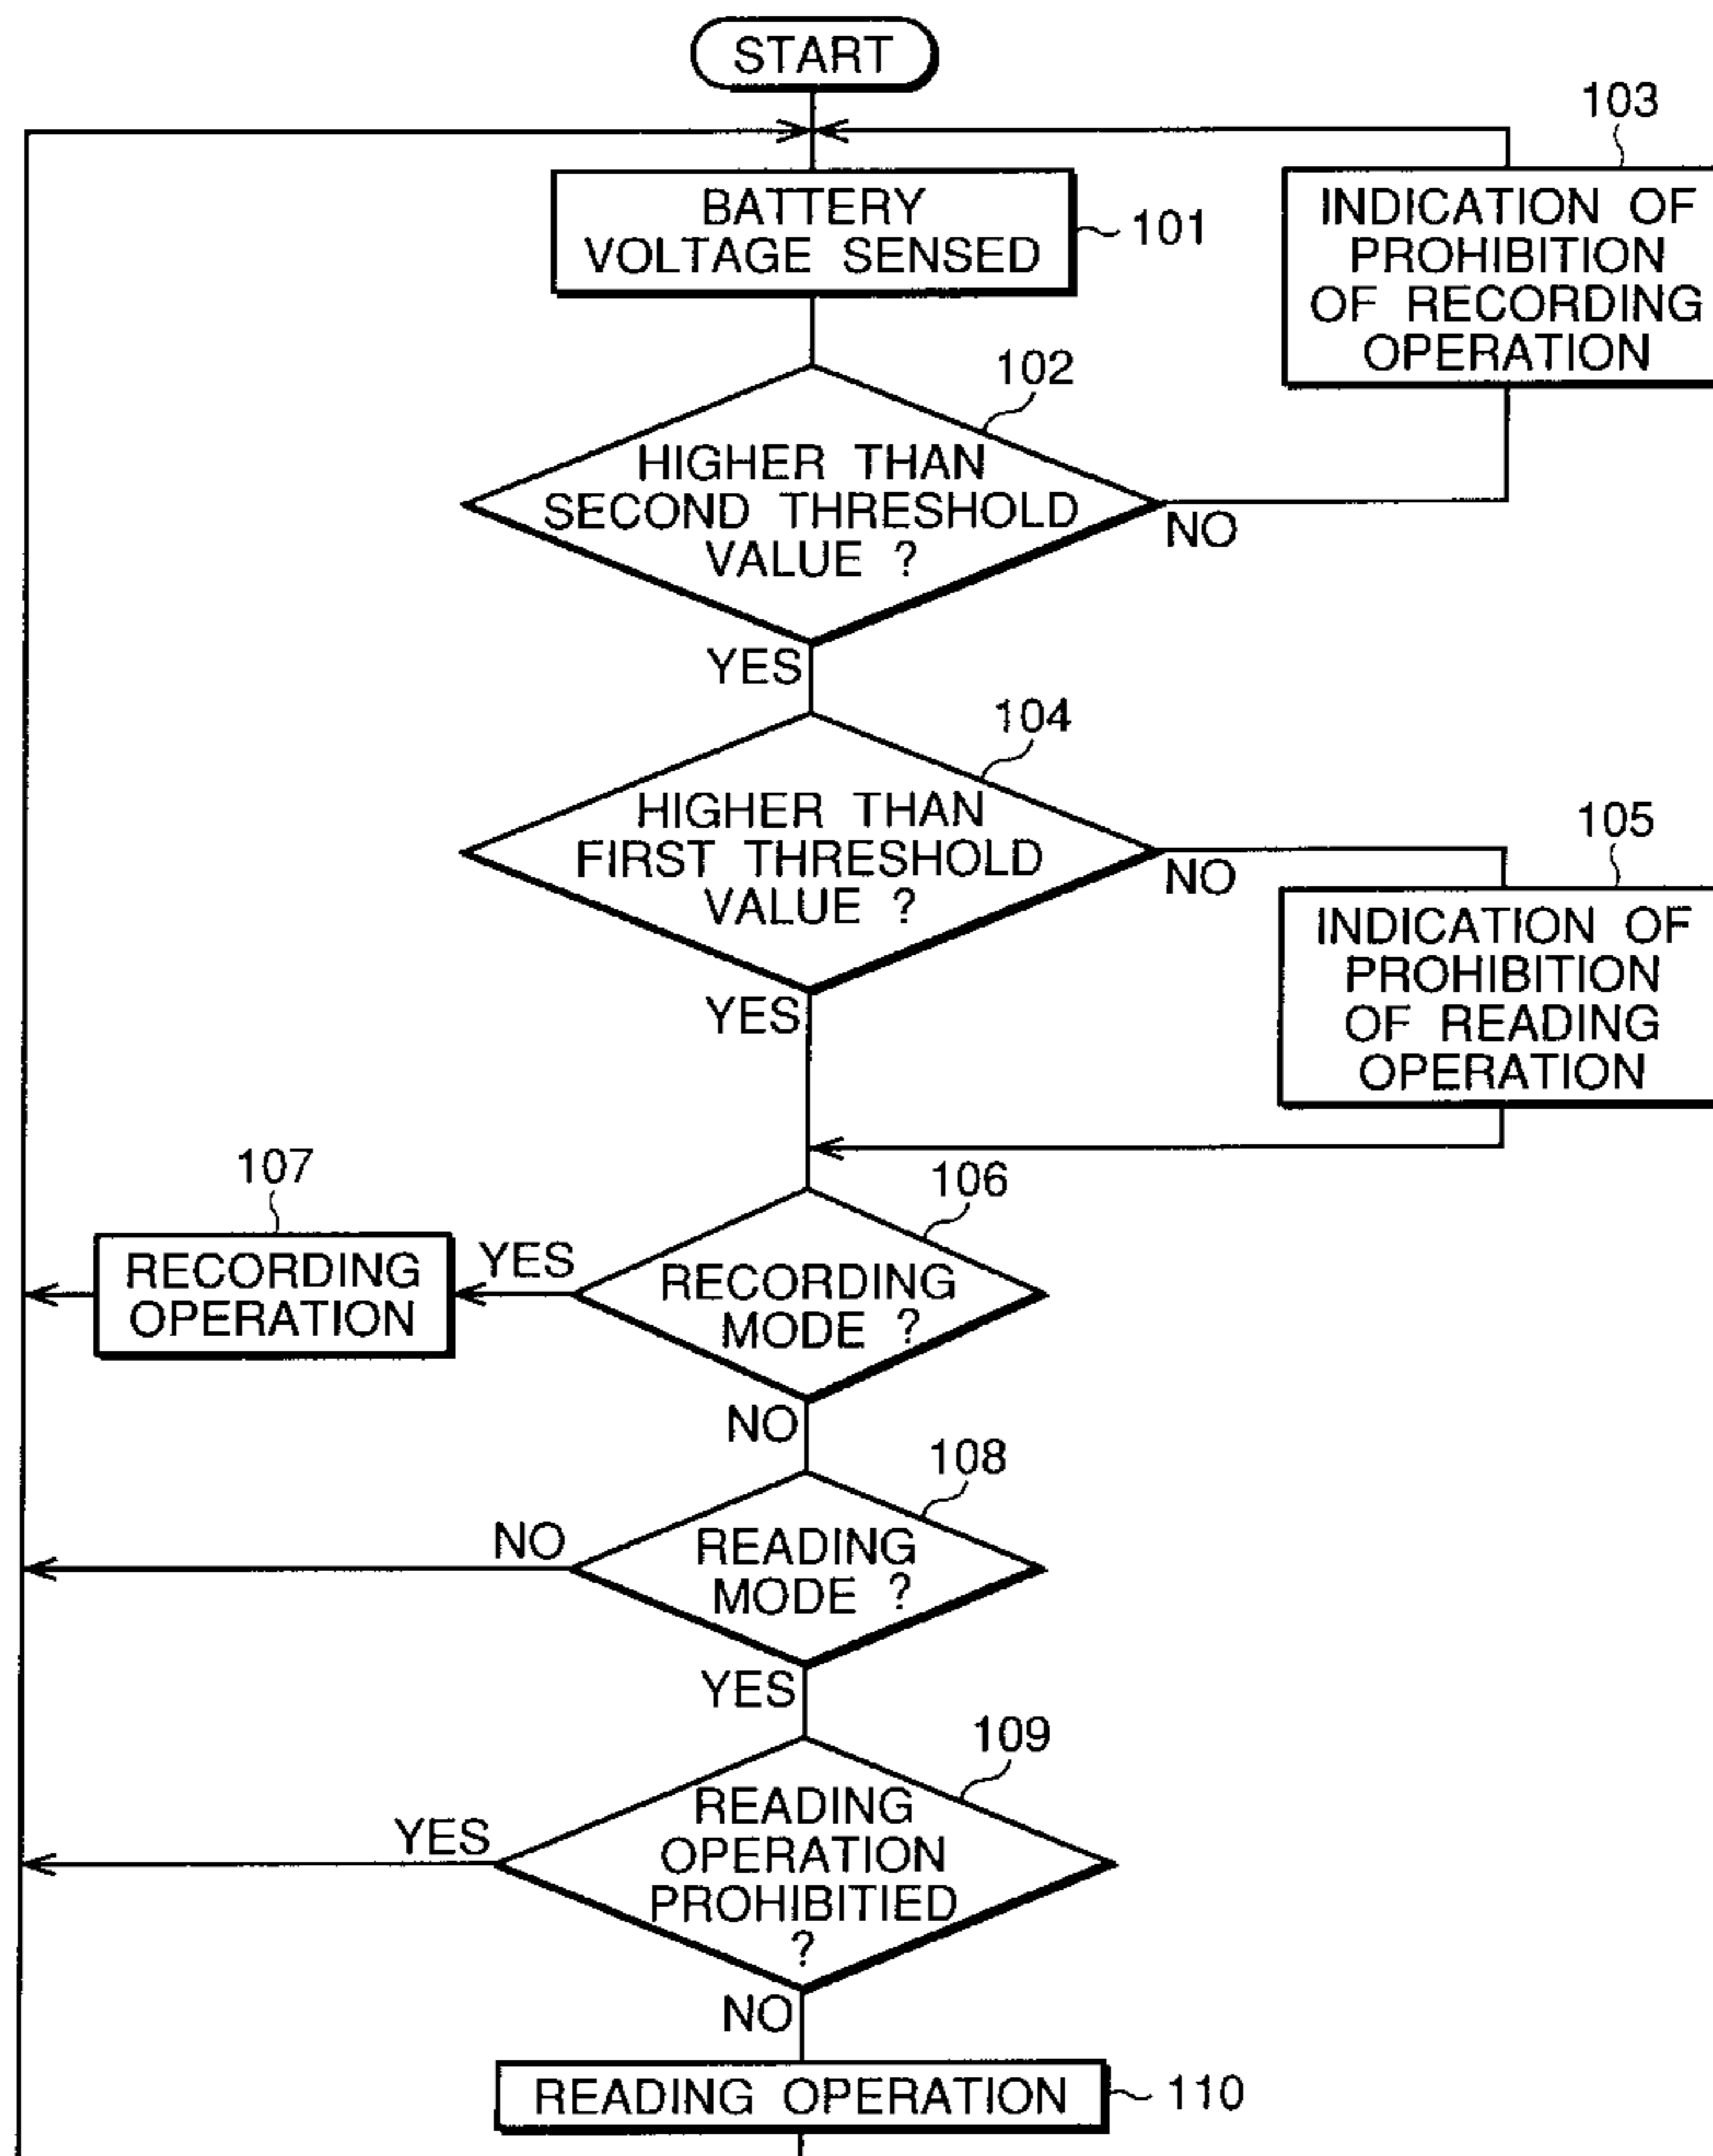 START
103
BATTERY
VOLTAGE SENSED
101
INDICATION OF
PROHIBITION
OF RECORDING
OPERATION
102
HIGHER THAN
SECOND THRESHOLD
VALUE ?
NO
YES
104
HIGHER THAN
FIRST THRESHOLD
VALUE ?
NO
YES
105
INDICATION OF
PROHIBITION
OF READING
OPERATION
107
106
RECORDING
OPERATION
YES
RECORDING
MODE ?
NO
108
NO
READING
MODE ?
YES
109
YES
READING
OPERATION
PROHIBITIED
?
NO
READING OPERATION
110